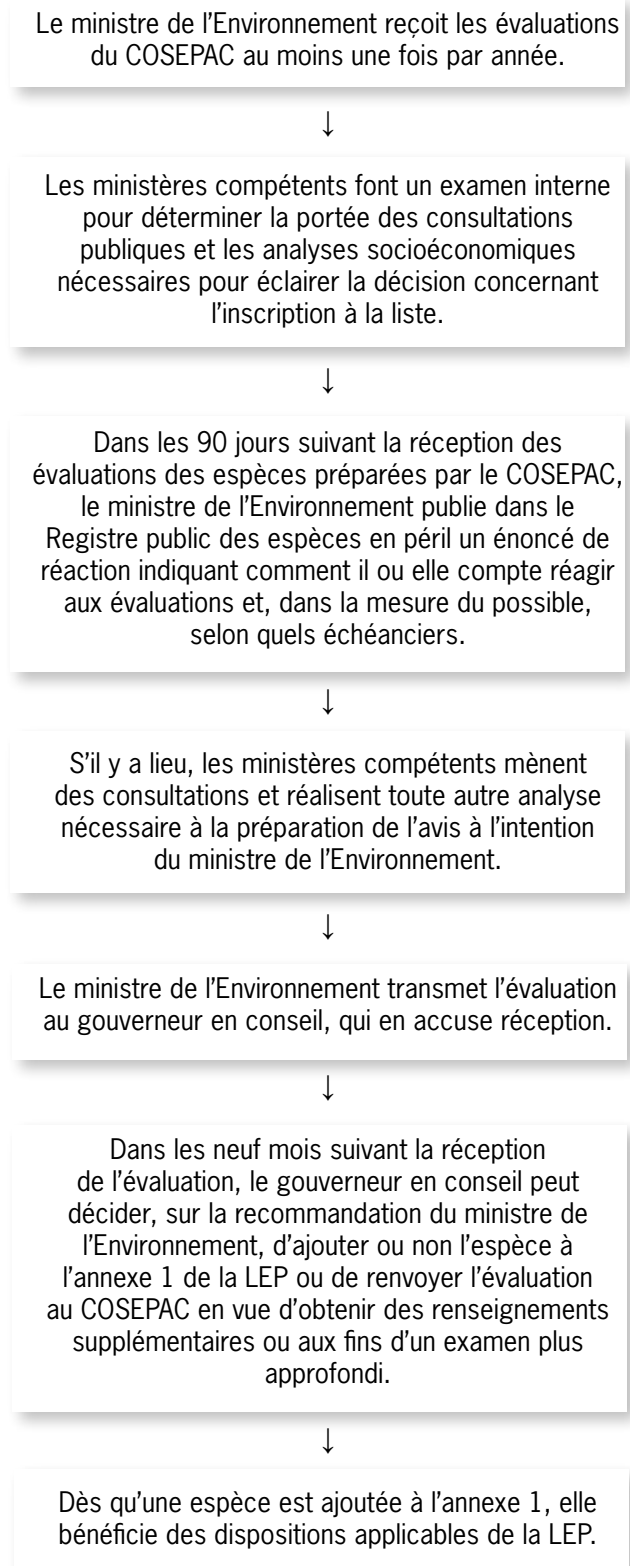 Le ministre de l'Environnement reçoit les évaluations
du COSEPAC au moins une fois par année.
↓
Les ministères compétents font un examen interne
pour déterminer la portée des consultations
publiques et les analyses socioéconomiques
nécessaires pour éclairer la décision concernant
l'inscription à la liste.
↓
Dans les 90 jours suivant la réception des
évaluations des espèces préparées par le COSEPAC,
le ministre de l'Environnement publie dans le
Registre public des espèces en péril un énoncé de
réaction indiquant comment il ou elle compte réagir
aux évaluations et, dans la mesure du possible,
selon quels échéanciers.
↓
S'il y a lieu, les ministères compétents mènent
des consultations et réalisent toute autre analyse
nécessaire à la préparation de l'avis à l'intention
du ministre de l'Environnement.
↓
Le ministre de l'Environnement transmet l'évaluation
au gouverneur en conseil, qui en accuse réception.
↓
Dans les neuf mois suivant la réception
de l'évaluation, le gouverneur en conseil peut
décider, sur la recommandation du ministre de
l'Environnement, d'ajouter ou non l'espèce à
l'annexe 1 de la LEP ou de renvoyer l'évaluation
au COSEPAC en vue d'obtenir des renseignements
supplémentaires ou aux fins d'un examen plus
approfondi.
↓
Dès qu'une espèce est ajoutée à l'annexe 1, elle
bénéficie des dispositions applicables de la LEP.